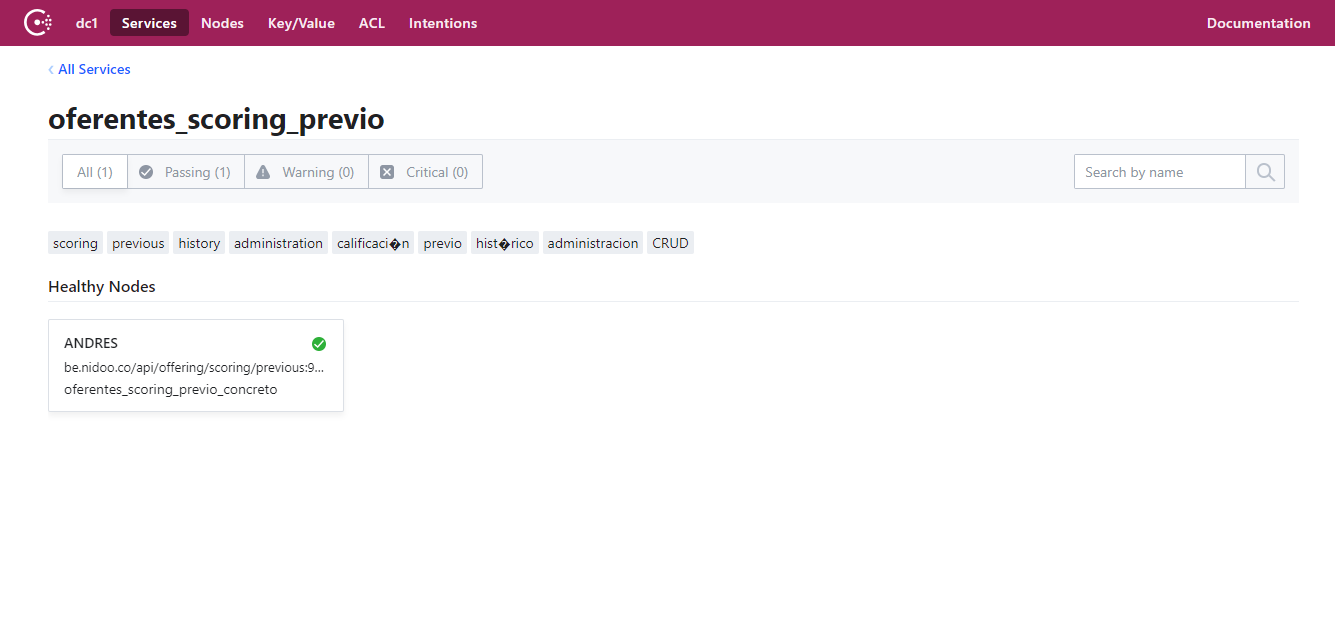 dc1 Services Nodes Key/Value ACL Intentions Documentation
‹ All Services
oferentes_scoring_previo
All (1) Passing (1) Warning (0) Critical (0) Search by name
scoring previous history administration calificaci�n previo hist�rico administracion CRUD
Healthy Nodes
ANDRES
be.nidoo.co/api/offering/scoring/previous:9...
oferentes_scoring_previo_concreto